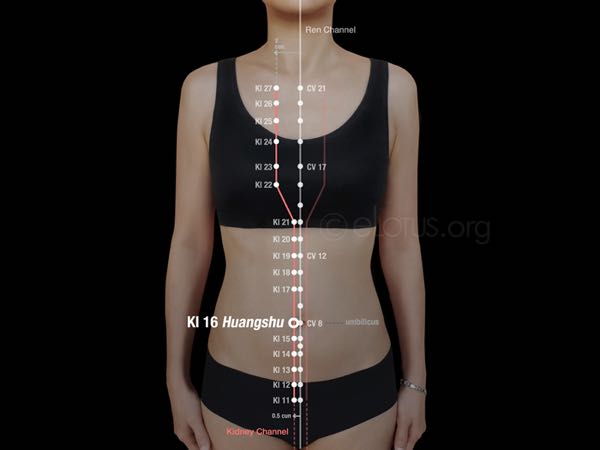 Ren Channel
2
cun
KI 27
CV 21
KI 26
KI 25
KI 24
KI 23
CV 17
KI 22
KI 21
© eLotus.org
KI 20
KI 19
CV 12
KI 18
KI 17
KI 16 Huangshu
CV 8
umbilicus
KI 15
KI 14
KI 13
KI 12
KI 11
0.5 cun
Kidney Channel